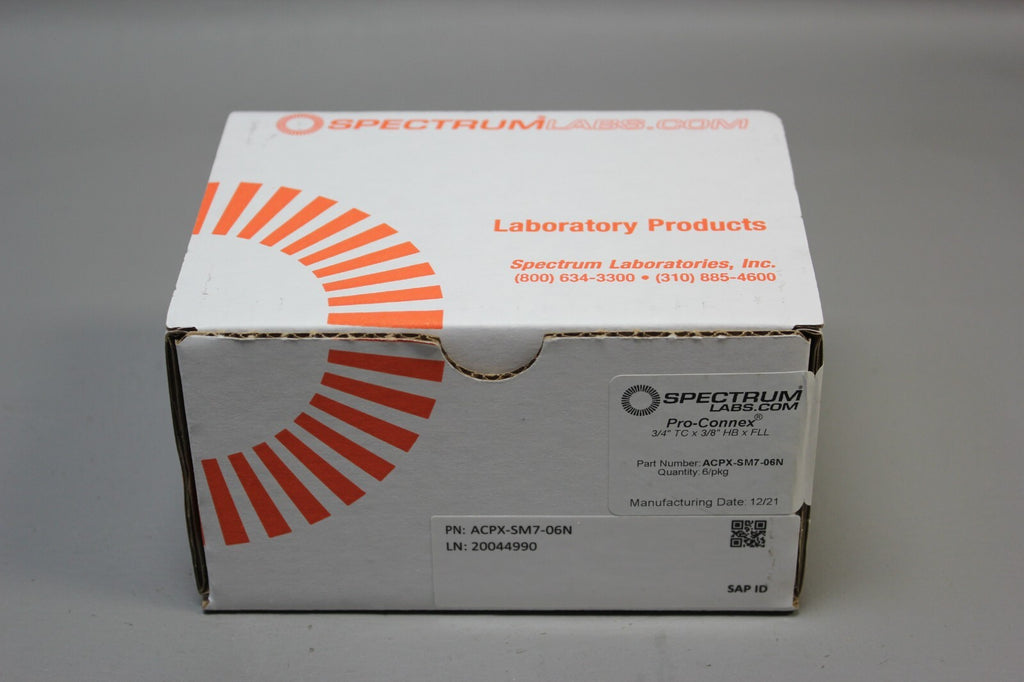 SPECTRUMLABS.COM
Laboratory Products
Spectrum Laboratories, Inc.
(800) 634-3300 • (310) 885-4600
SPECTRUM®
LABS.COM
Pro-Connex®
3/4" TC x 3/8" HB x FLL
Part Number: ACPX-SM7-06N
Quantity: 6/pkg
Manufacturing Date: 12/21
PN: ACPX-SM7-06N
LN: 20044990
SAP ID